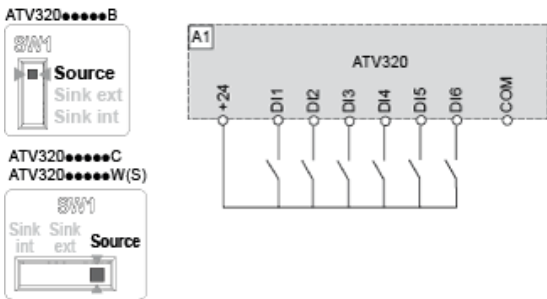 ATV320●●●●●B
SW1
Source
Sink ext
Sink int
ATV320●●●●●C
ATV320●●●●●W(S)
SW1
Sink int
Sink ext
Source
A1
ATV320
+24
DI1
DI2
DI3
DI4
DI5
DI6
COM